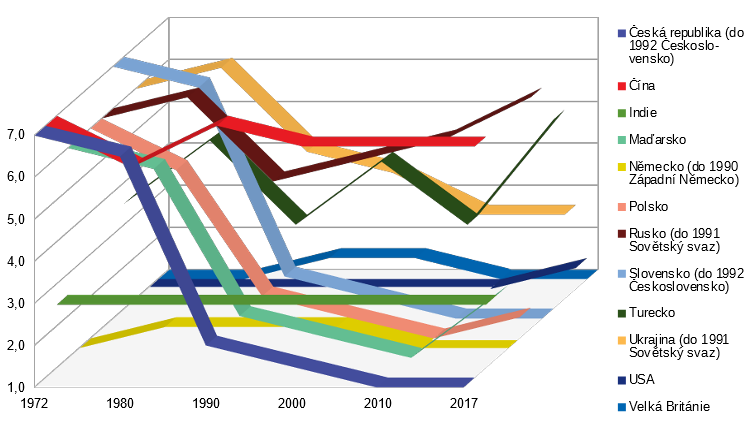 7,0
6,0
5,0
4,0
3,0
2,0
1,0
1972
1980
1990
2000
2010
2017
Česká republika (do
1992 Českoslo-
vensko)
Čína
Indie
Maďarsko
Německo (do 1990
Západní Německo)
Polsko
Rusko (do 1991
Sovětský svaz)
Slovensko (do 1992
Československo)
Turecko
Ukrajina (do 1991
Sovětský svaz)
USA
Velká Británie